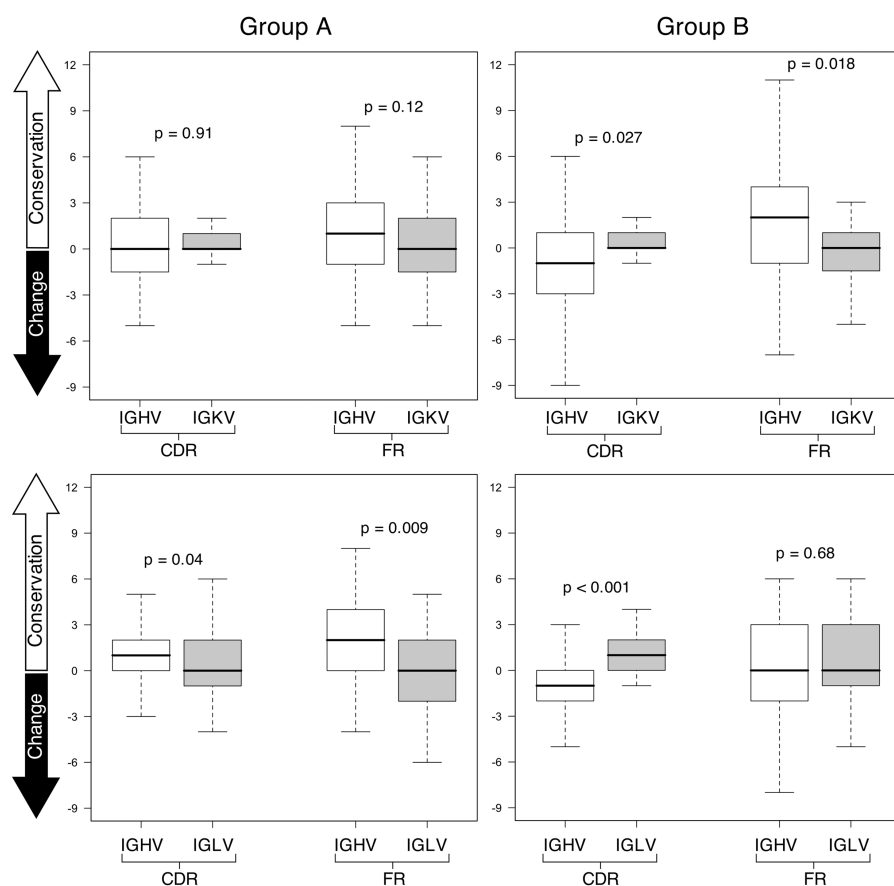 Group A
Group B
Conservation
Change
12
9
6
3
0
-3
-6
-9
p = 0.91
p = 0.12
IGHV IGKV IGHV IGKV
CDR FR
12
9
6
3
0
-3
-6
-9
p = 0.027
p = 0.018
IGHV IGKV IGHV IGKV
CDR FR
Conservation
Change
12
9
6
3
0
-3
-6
-9
p = 0.04
p = 0.009
IGHV IGLV IGHV IGLV
CDR FR
12
9
6
3
0
-3
-6
-9
p < 0.001
p = 0.68
IGHV IGLV IGHV IGLV
CDR FR